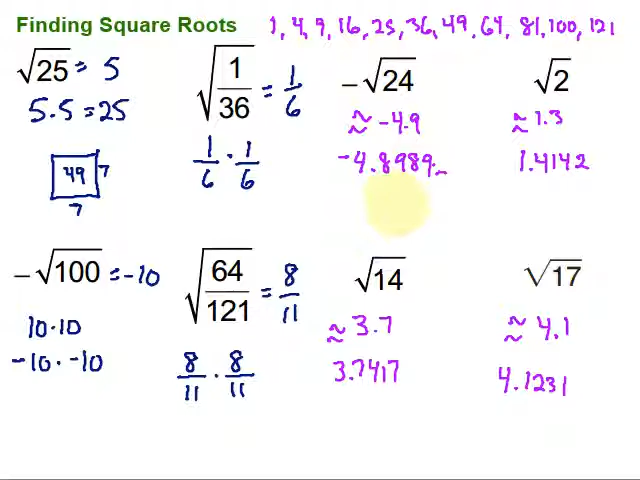 Finding Square Roots 1, 4, 9, 16, 25, 36, 49, 64, 81, 100, 121
√25 = 5
5·5=25
49 7
7
√(1/36) = 1/6
1/6 · 1/6
-√24
≈ -4.9
-4.8989...
√2
≈ 1.3
1.4142
-√100 = -10
10·10
-10·-10
√(64/121) = 8/11
8/11 · 8/11
√14
≈ 3.7
3.7417
√17
≈ 4.1
4.1231